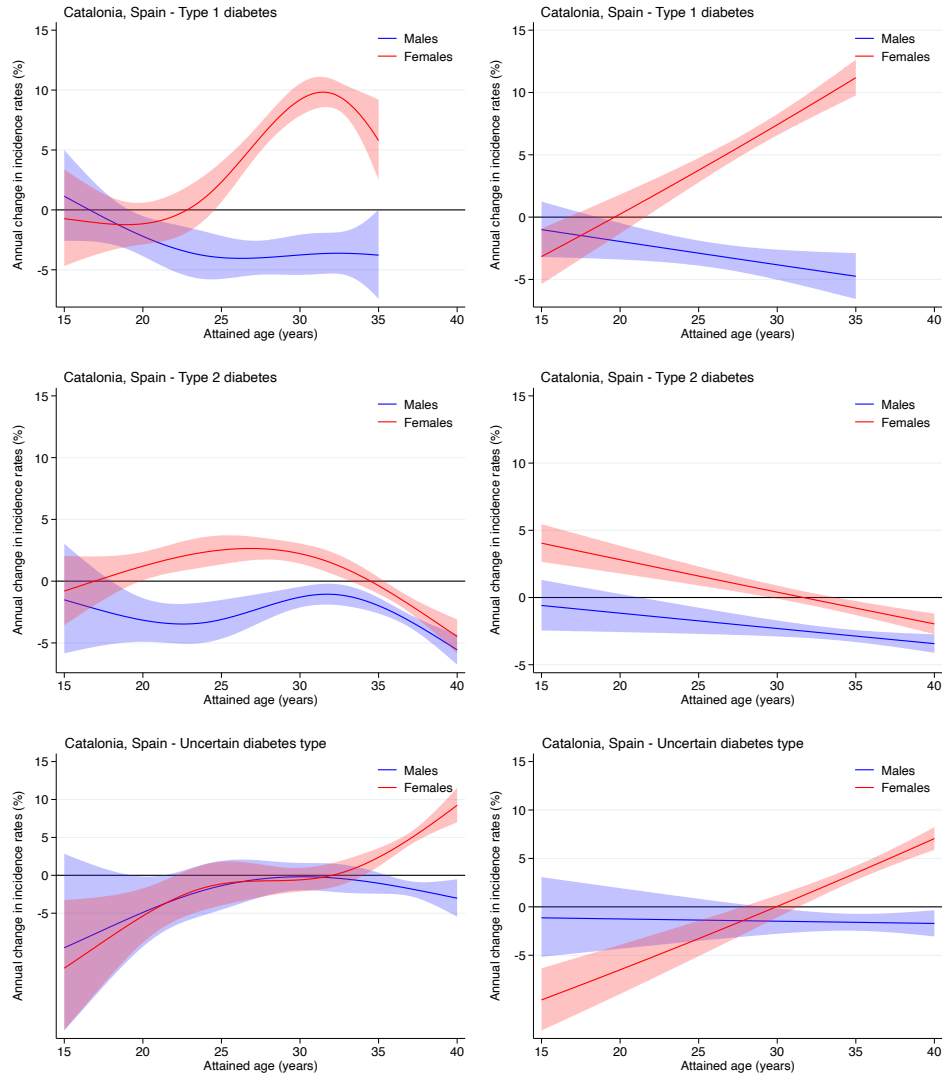 Catalonia, Spain - Type 1 diabetes
Annual change in incidence rates (%)
15
10
5
0
-5
Males
Females
15 20 25 30 35 40
Attained age (years)
Catalonia, Spain - Type 1 diabetes
Annual change in incidence rates (%)
15
10
5
0
-5
Males
Females
15 20 25 30 35 40
Attained age (years)
Catalonia, Spain - Type 2 diabetes
Annual change in incidence rates (%)
15
10
5
0
-5
Males
Females
15 20 25 30 35 40
Attained age (years)
Catalonia, Spain - Type 2 diabetes
Annual change in incidence rates (%)
15
10
5
0
-5
Males
Females
15 20 25 30 35 40
Attained age (years)
Catalonia, Spain - Uncertain diabetes type
Annual change in incidence rates (%)
15
10
5
0
-5
Males
Females
15 20 25 30 35 40
Attained age (years)
Catalonia, Spain - Uncertain diabetes type
Annual change in incidence rates (%)
15
10
5
0
-5
Males
Females
15 20 25 30 35 40
Attained age (years)